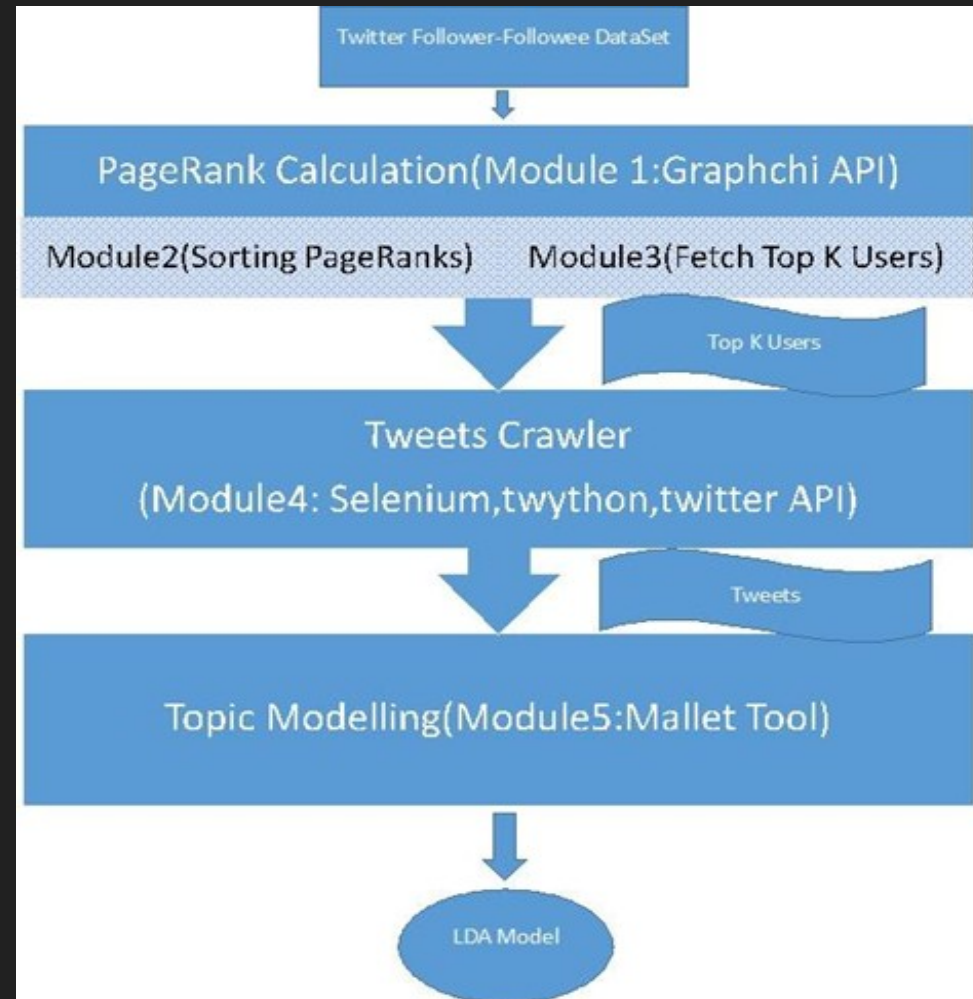 Twitter Follower-Followee DataSet
PageRank Calculation(Module 1:Graphchi API)
Module2(Sorting PageRanks) Module3(Fetch Top K Users)
Top K Users
Tweets Crawler
(Module4: Selenium,twython,twitter API)
Tweets
Topic Modelling(Module5:Mallet Tool)
LDA Model